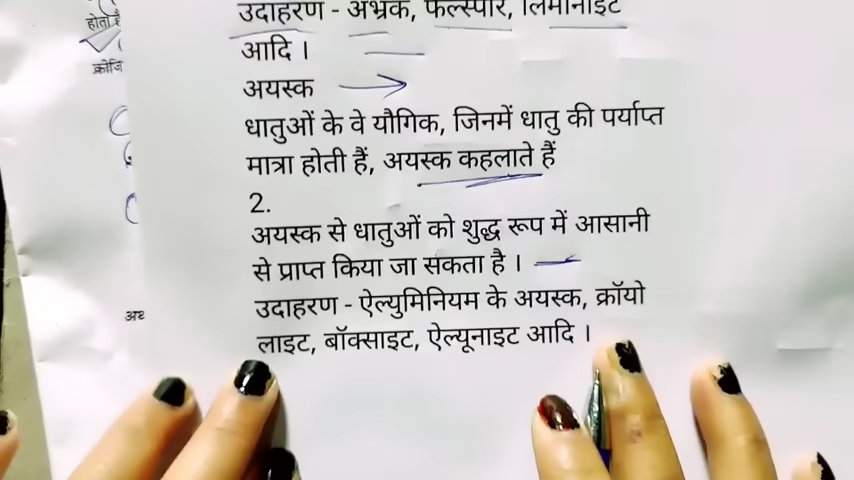 होता है
क्रोजि
उदाहरण - अभ्रक, फेल्स्पार, लिमोनाइट
आदि ।
अयस्क
धातुओं के वे यौगिक, जिनमें धातु की पर्याप्त
मात्रा होती हैं, अयस्क कहलाते हैं
2.
अयस्क से धातुओं को शुद्ध रूप में आसानी
से प्राप्त किया जा सकता है ।
उदाहरण - ऐल्युमिनियम के अयस्क, क्रॉयो
लाइट, बॉक्साइट, ऐल्यूनाइट आदि ।